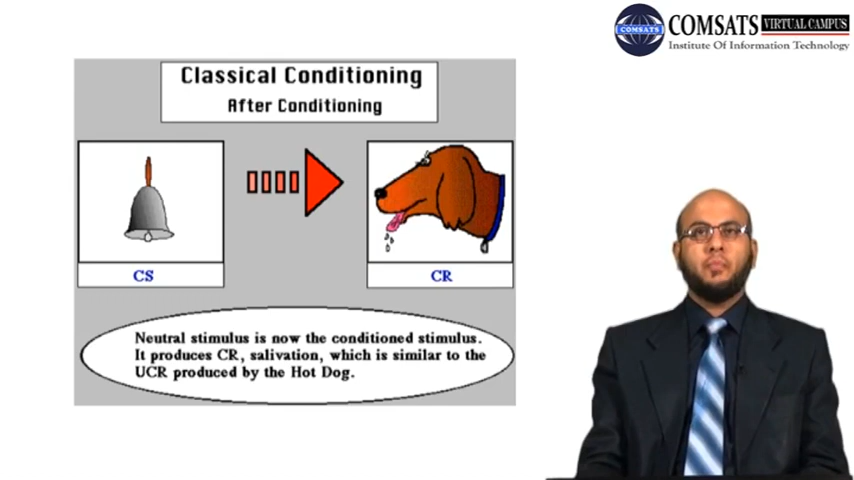 COMSATS VIRTUAL CAMPUS
Institute Of Information Technology
COMSATS
Classical Conditioning
After Conditioning
CS
CR
Neutral stimulus is now the conditioned stimulus.
It produces CR, salivation, which is similar to the
UCR produced by the Hot Dog.